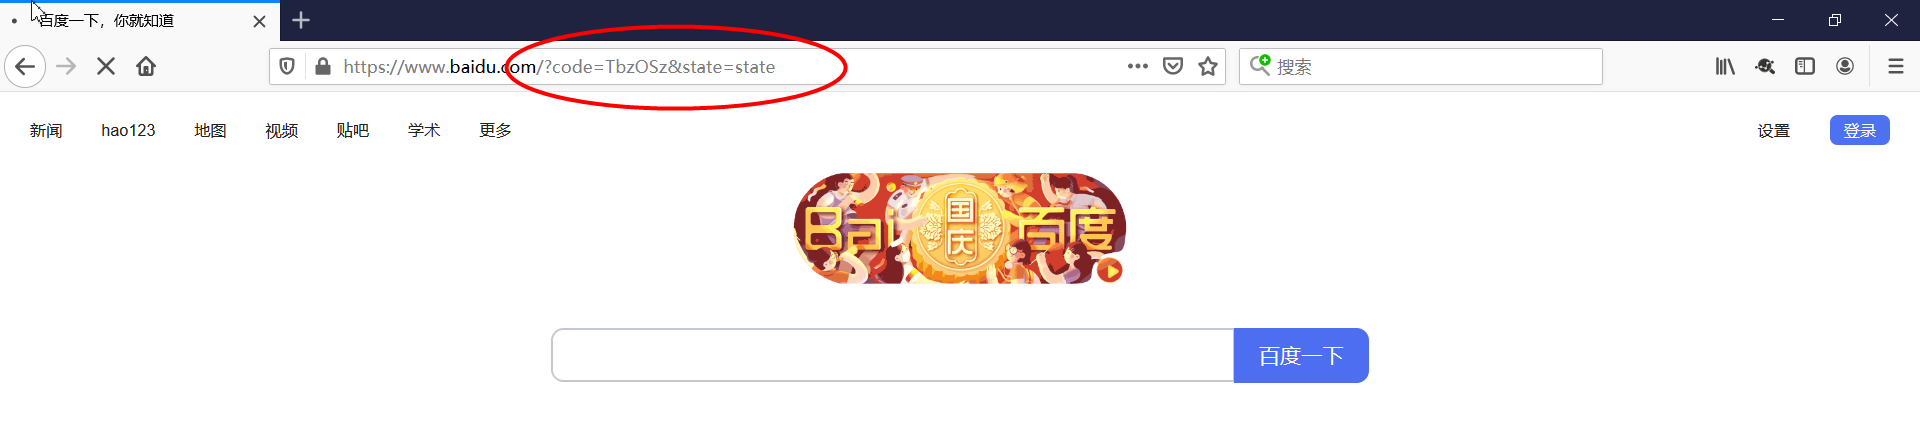 百度一下，你就知道
https://www.baidu.com/?code=TbzOSz&state=state
搜索
新闻 hao123 地图 视频 贴吧 学术 更多 设置 登录
Bai 国庆 百度
百度一下